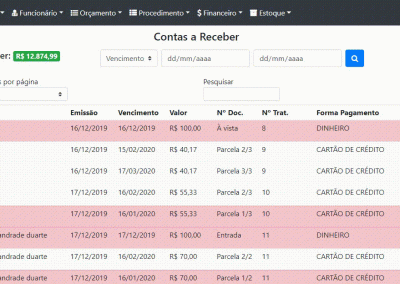 Funcionário Orçamento Procedimento Financeiro Estoque
Contas a Receber
er: R$ 12.874,99 Vencimento dd/mm/aaaa dd/mm/aaaa
s por página Pesquisar
Emissão Vencimento Valor Nº Doc. Nº Trat. Forma Pagamento
16/12/2019 16/12/2019 R$ 100,00 À vista 8 DINHEIRO
16/12/2019 15/02/2020 R$ 40,17 Parcela 2/3 9 CARTÃO DE CRÉDITO
16/12/2019 17/03/2020 R$ 40,17 Parcela 3/3 9 CARTÃO DE CRÉDITO
17/12/2019 16/02/2020 R$ 55,33 Parcela 2/3 10 CARTÃO DE CRÉDITO
17/12/2019 16/01/2020 R$ 55,33 Parcela 1/3 10 CARTÃO DE CRÉDITO
andrade duarte 17/12/2019 17/12/2019 R$ 100,00 Entrada 11 DINHEIRO
andrade duarte 17/12/2019 16/02/2020 R$ 70,00 Parcela 2/2 11 CARTÃO DE CRÉDITO
andrade duarte 17/12/2019 16/01/2020 R$ 70,00 Parcela 1/2 11 CARTÃO DE CRÉDITO